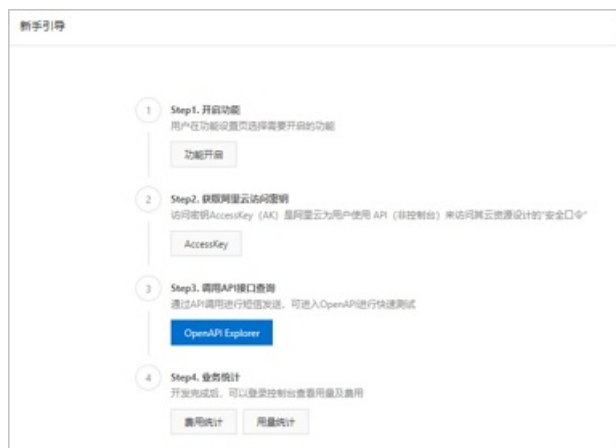 新手引导
1
Step1. 开启功能
用户在功能设置页选择需要开启的功能
功能开启
2
Step2. 获取阿里云访问密钥
访问密钥AccessKey（AK）是阿里云为用户使用 API（非控制台）来访问其云资源设计的“安全口令”
AccessKey
3
Step3. 调用API接口查询
通过API调用进行短信发送，可进入OpenAPI进行快速测试
OpenAPI Explorer
4
Step4. 业务统计
开发完成后，可以登录控制台查看用量及费用
费用统计 用量统计